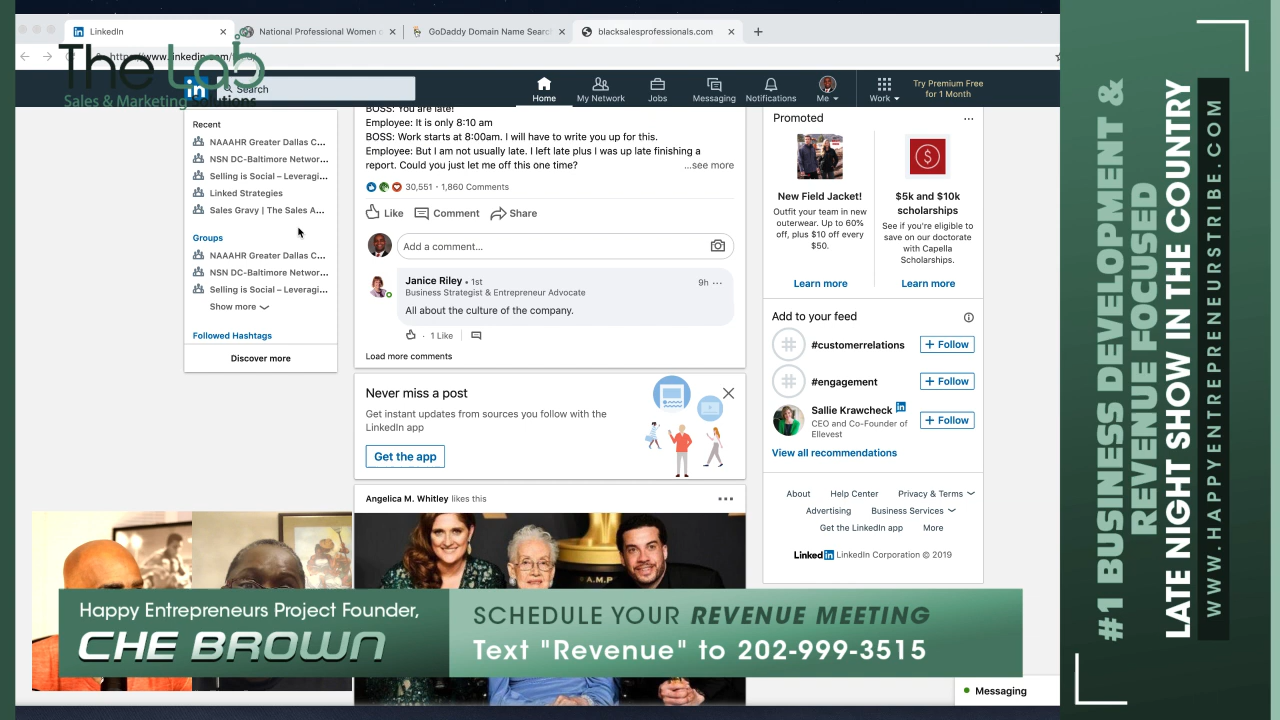 LinkedIn
National Professional Women
GoDaddy Domain Name Searc
blacksalesprofessionals.com
https://www.linkedin.com
The Lab
Sales & Marketing Solutions
Search
Home
My Network
Jobs
Messaging
Notifications
Me
Work
Try Premium Free
for 1 Month
Recent
NAAAHR Greater Dallas C...
NSN DC-Baltimore Networ...
Selling is Social – Leveragi...
Linked Strategies
Sales Gravy | The Sales A...
Groups
NAAAHR Greater Dallas C...
NSN DC-Baltimore Networ...
Selling is Social – Leveragi...
Show more
Followed Hashtags
Discover more
BOSS: You are late!
Employee: It is only 8:10 am
BOSS: Work starts at 8:00am. I will have to write you up for this.
Employee: But I am not usually late. I left late plus I was up late finishing a
report. Could you just let me off this one time? ...see more
30,551 · 1,860 Comments
Like Comment Share
Add a comment...
Janice Riley • 1st 9h ...
Business Strategist & Entrepreneur Advocate
All about the culture of the company.
1 Like
Load more comments
Never miss a post
Get instant updates from sources you follow with the
LinkedIn app
Get the app
Angelica M. Whitley likes this
A.M.P
Promoted
New Field Jacket!
Outfit your team in new
outerwear. Up to 60%
off, plus $10 off every
$50.
Learn more
$5k and $10k
scholarships
See if you're eligible to
save on our doctorate
with Capella
Scholarships.
Learn more
Add to your feed
#customerrelations
+ Follow
#engagement
+ Follow
Sallie Krawcheck in
CEO and Co-Founder of
Ellevest
+ Follow
View all recommendations
About Help Center Privacy & Terms
Advertising Business Services
Get the LinkedIn app More
Linkedin LinkedIn Corporation © 2019
Messaging
Happy Entrepreneurs Project Founder,
CHE BROWN
SCHEDULE YOUR REVENUE MEETING
Text "Revenue" to 202-999-3515
#1 BUSINESS DEVELOPMENT &
REVENUE FOCUSED
LATE NIGHT SHOW IN THE COUNTRY
WWW.HAPPYENTREPRENEURSTRIBE.COM